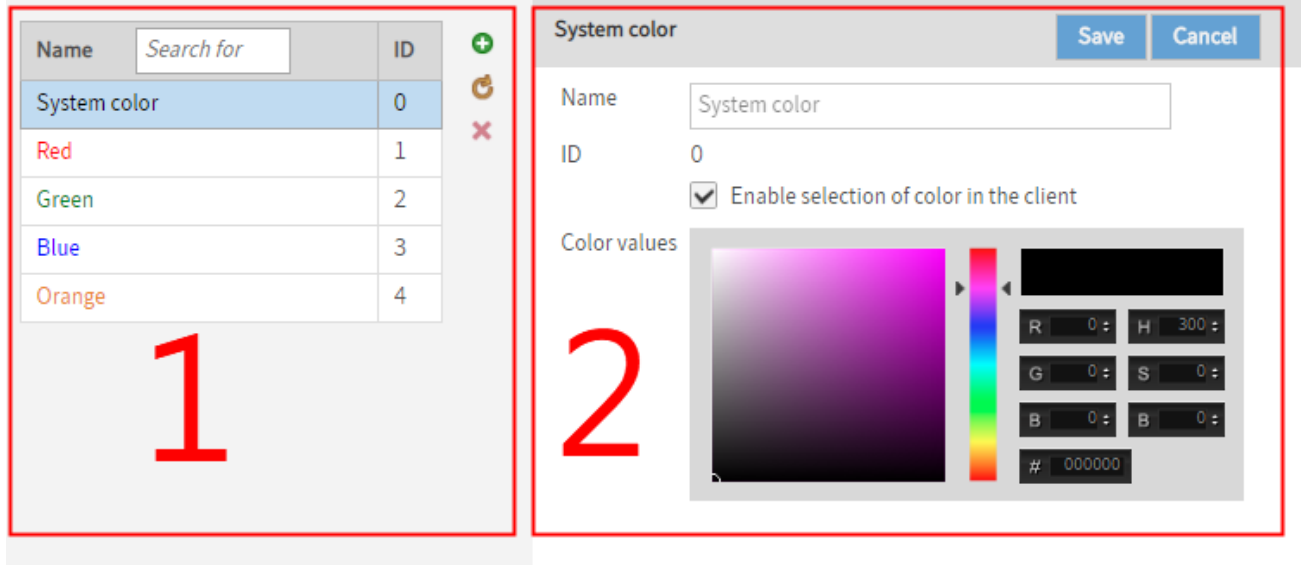 Name Search for ID
System color 0
Red 1
Green 2
Blue 3
Orange 4
1
System color Save Cancel
Name System color
ID 0
Enable selection of color in the client
Color values
R 0 H 300
G 0 S 0
B 0 B 0
# 000000
2